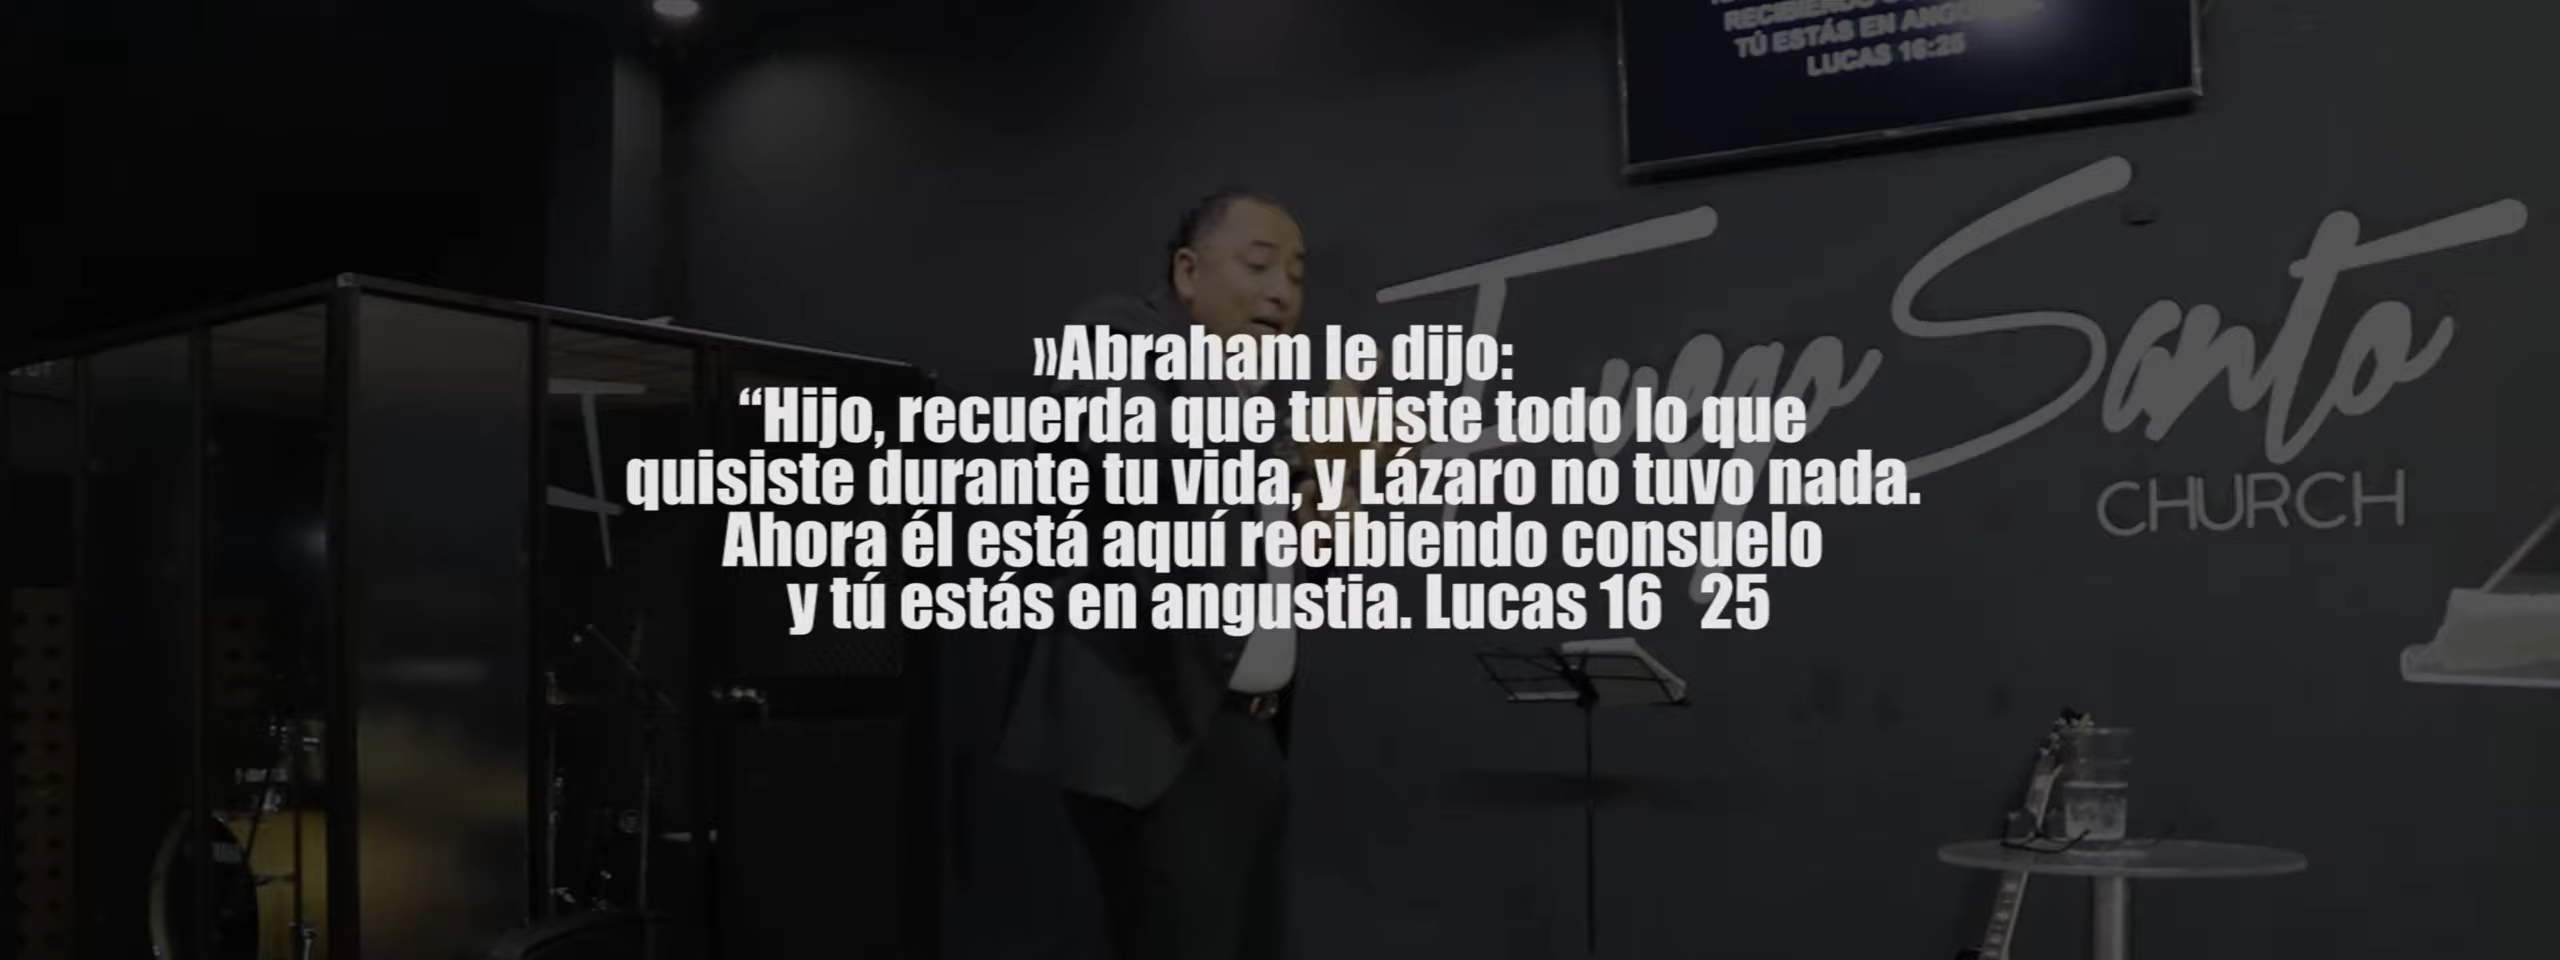 TÚ ESTÁS EN
LUCAS 16:25
Fuego Santo
CHURCH
»Abraham le dijo:
“Hijo, recuerda que tuviste todo lo que
quisiste durante tu vida, y Lázaro no tuvo nada.
Ahora él está aquí recibiendo consuelo
y tú estás en angustia. Lucas 16 25